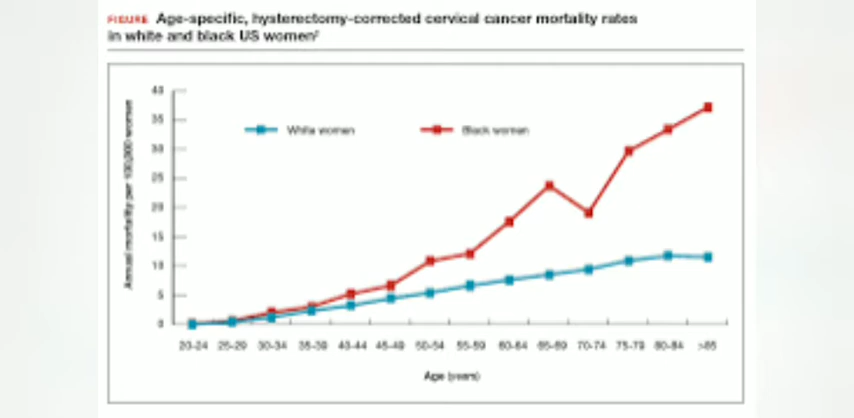 FIGURE Age-specific, hysterectomy-corrected cervical cancer mortality rates
in white and black US women²
Annual mortality per 100,000 women
40
35
30
25
20
15
10
5
0
White women
Black women
20-24 25-29 30-34 35-39 40-44 45-49 50-54 55-59 60-64 65-69 70-74 75-79 80-84 >85
Age (years)